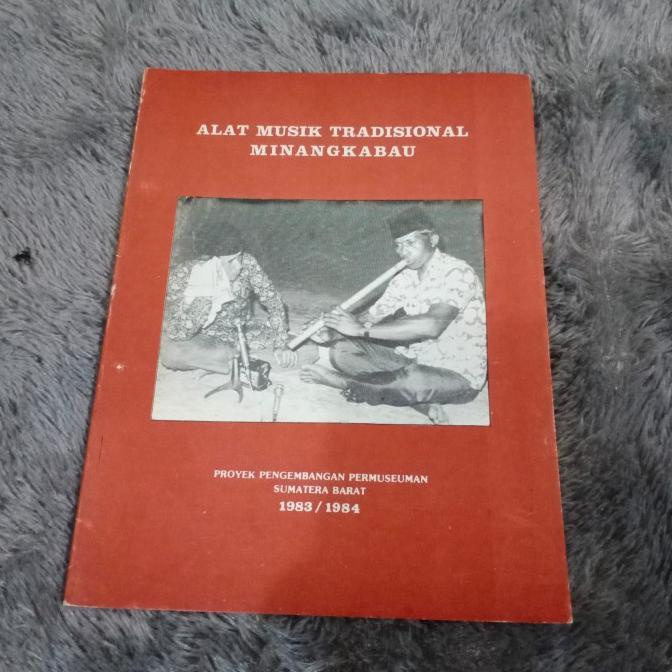 ALAT MUSIK TRADISIONAL
MINANGKABAU
PROYEK PENGEMBANGAN PERMUSEUMAN
SUMATERA BARAT
1983/1984